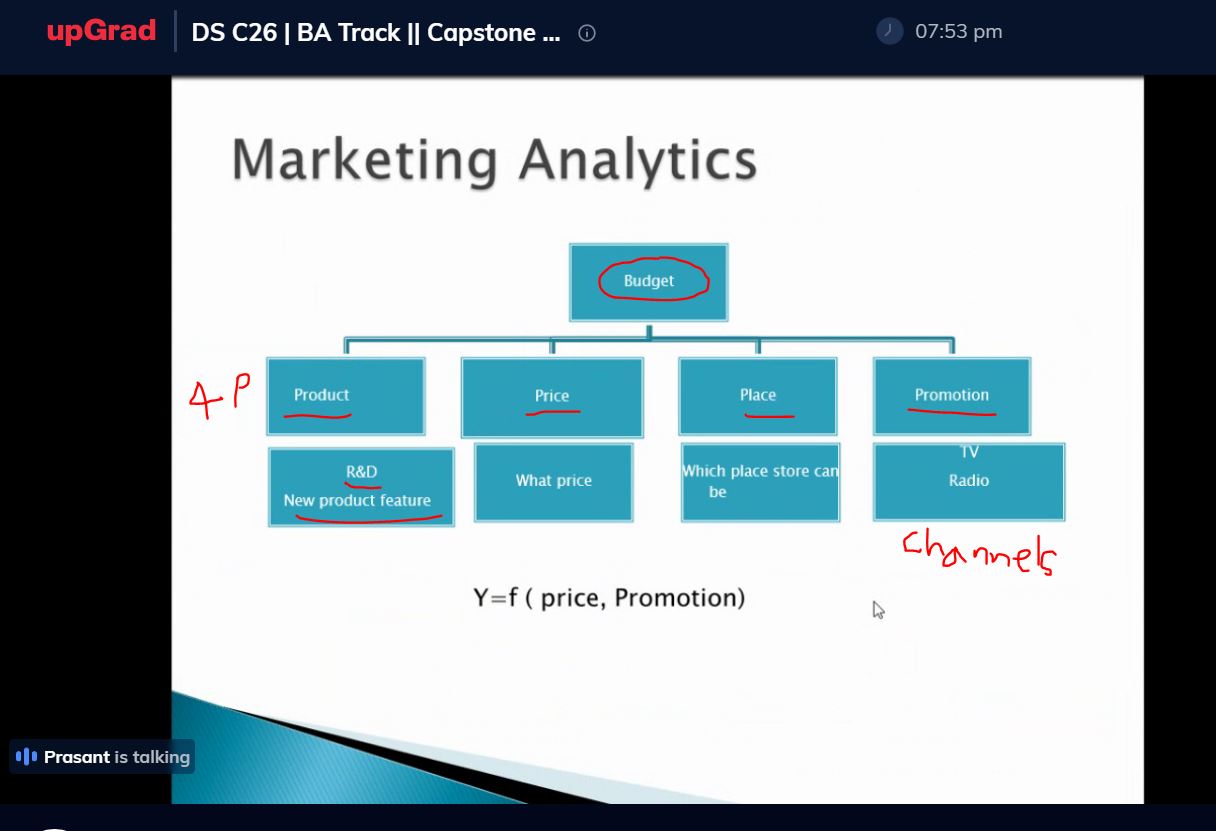 upGrad
DS C26 | BA Track || Capstone ...
07:53 pm
Marketing Analytics
Budget
4 P
Product
Price
Place
Promotion
R&D
New product feature
What price
Which place store can
be
TV
Radio
Channels
Y=f ( price, Promotion)
Prasant is talking